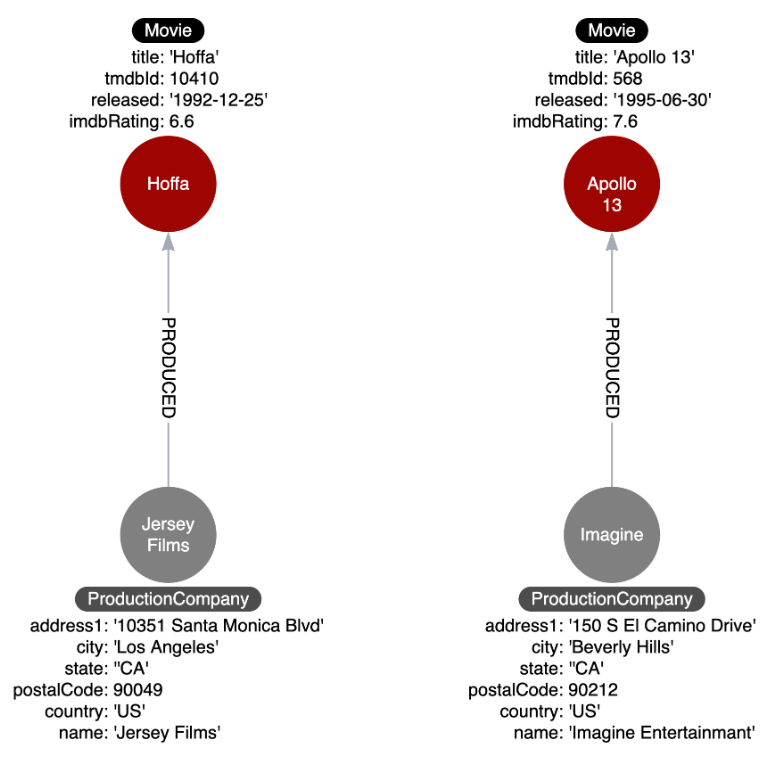 Movie
title: 'Hoffa'
tmdbId: 10410
released: '1992-12-25'
imdbRating: 6.6
Hoffa
PRODUCED
Jersey
Films
ProductionCompany
address1: '10351 Santa Monica Blvd'
city: 'Los Angeles'
state: ''CA'
postalCode: 90049
country: 'US'
name: 'Jersey Films'
Movie
title: 'Apollo 13'
tmdbId: 568
released: '1995-06-30'
imdbRating: 7.6
Apollo
13
PRODUCED
Imagine
ProductionCompany
address1: '150 S El Camino Drive'
city: 'Beverly Hills'
state: ''CA'
postalCode: 90212
country: 'US'
name: 'Imagine Entertainmant'